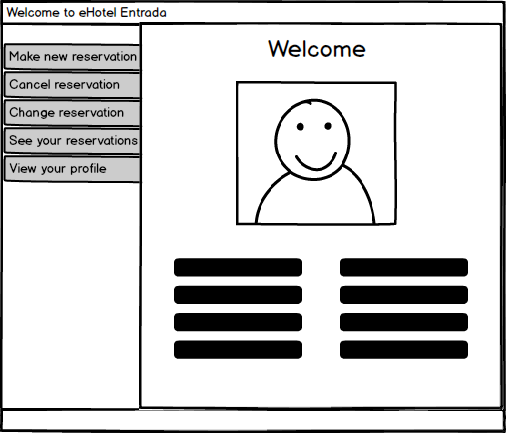 Welcome to eHotel Entrada
Welcome
Make new reservation
Cancel reservation
Change reservation
See your reservations
View your profile